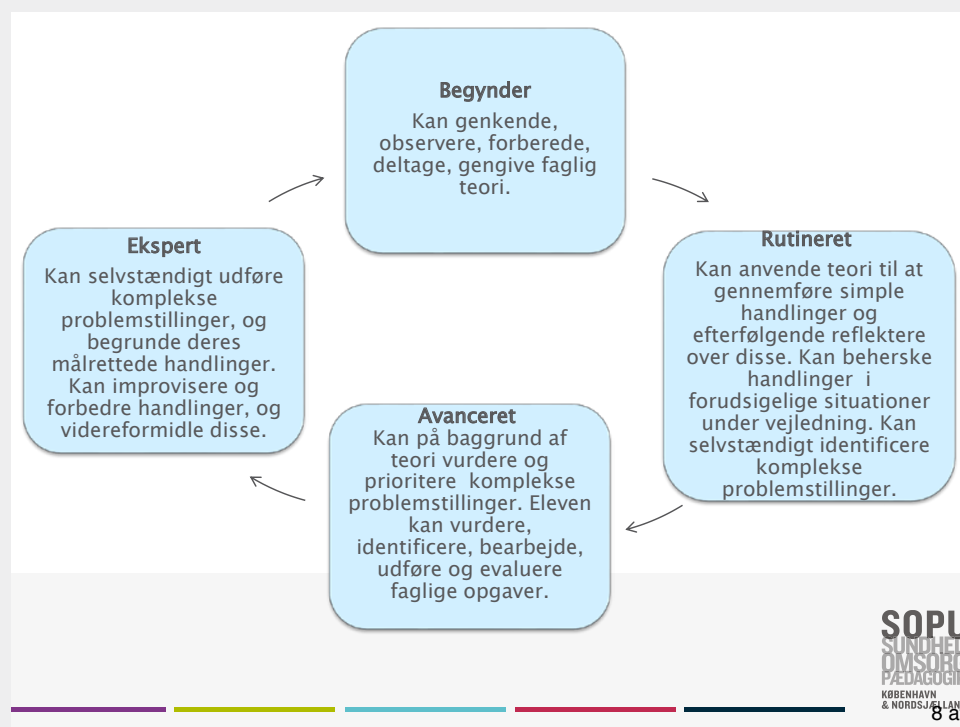 Begynder
Kan genkende,
observere, forberede,
deltage, gengive faglig
teori.
Rutineret
Kan anvende teori til at
gennemføre simple
handlinger og
efterfølgende reflektere
over disse. Kan beherske
handlinger i
forudsigelige situationer
under vejledning. Kan
selvstændigt identificere
komplekse
problemstillinger.
Avanceret
Kan på baggrund af
teori vurdere og
prioritere komplekse
problemstillinger. Eleven
kan vurdere,
identificere, bearbejde,
udføre og evaluere
faglige opgaver.
Ekspert
Kan selvstændigt udføre
komplekse
problemstillinger, og
begrunde deres
målrettede handlinger.
Kan improvisere og
forbedre handlinger, og
videreformidle disse.
KØBENHAVN
8 a